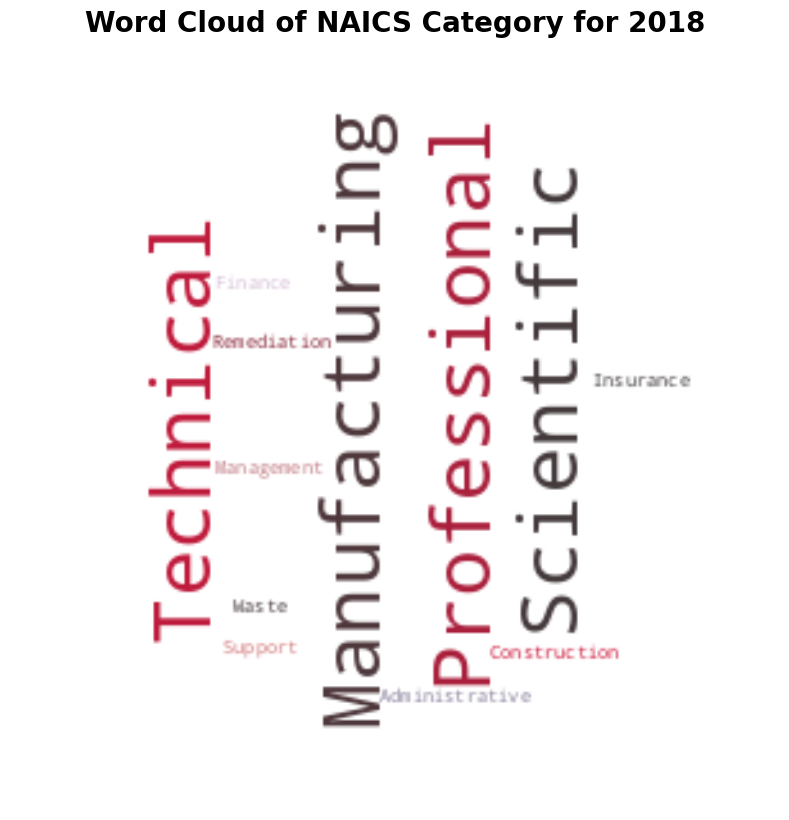 Word Cloud of NAICS Category for 2018
Technical
Finance
Remediation
Management
Waste
Support
Manufacturing
Professional
Scientific
Insurance
Construction
Administrative